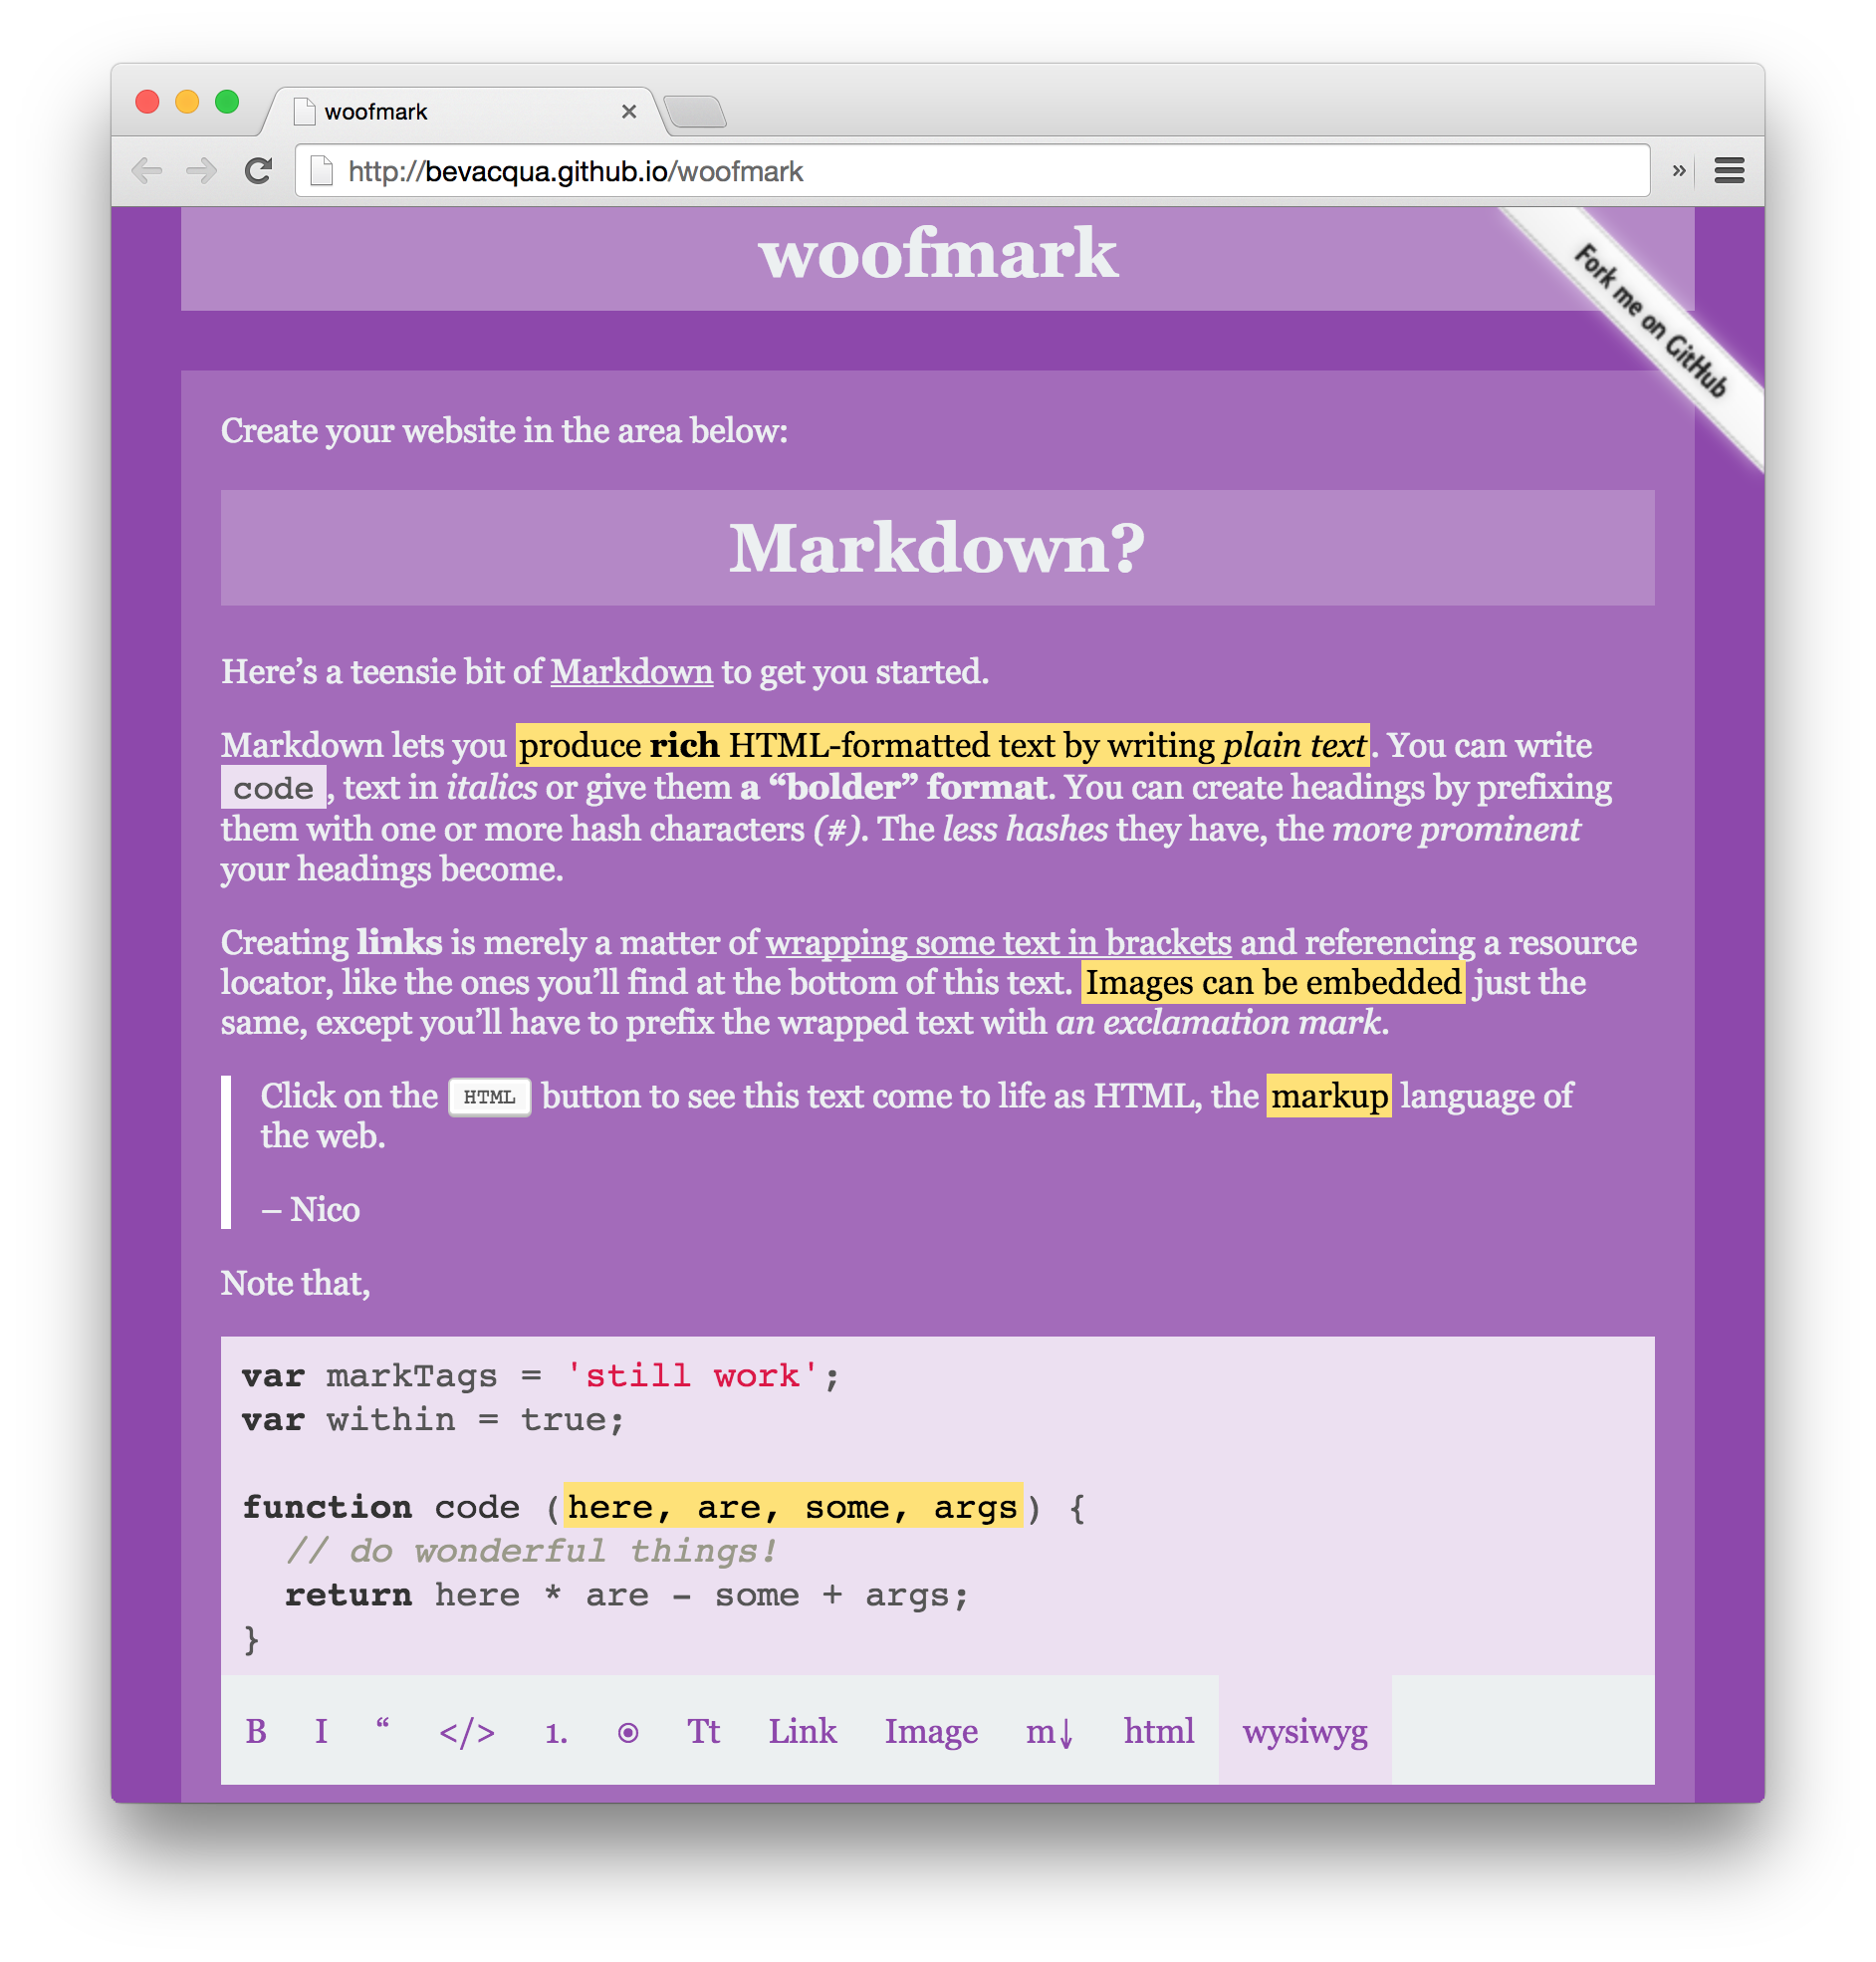 woofmark
http://bevacqua.github.io/woofmark
woofmark
Fork me on GitHub
Create your website in the area below:
Markdown?
Here’s a teensie bit of Markdown to get you started.
Markdown lets you produce rich HTML-formatted text by writing plain text. You can write
code, text in italics or give them a “bolder” format. You can create headings by prefixing
them with one or more hash characters (#). The less hashes they have, the more prominent
your headings become.
Creating links is merely a matter of wrapping some text in brackets and referencing a resource
locator, like the ones you’ll find at the bottom of this text. Images can be embedded just the
same, except you’ll have to prefix the wrapped text with an exclamation mark.
Click on the HTML button to see this text come to life as HTML, the markup language of
the web.
– Nico
Note that,
var markTags = 'still work';
var within = true;
function code (here, are, some, args) {
  // do wonderful things!
  return here * are - some + args;
}
B I “ </> 1. ⦿ Tt Link Image m↓ html wysiwyg